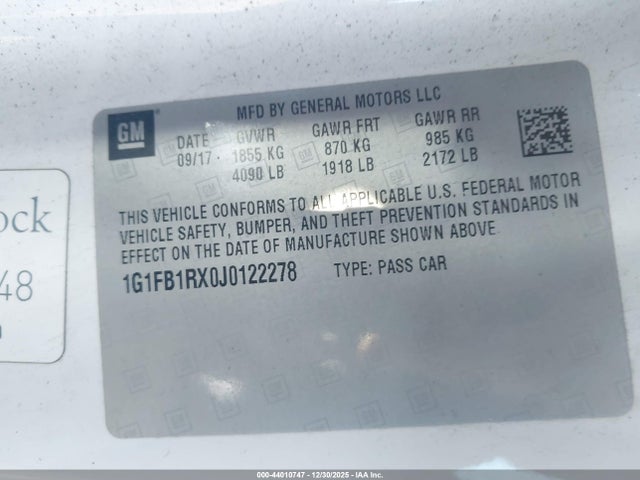 MFD BY GENERAL MOTORS LLC
GM
DATE GVWR GAWR FRT GAWR RR
09/17 1855 KG 870 KG 985 KG
4090 LB 1918 LB 2172 LB
THIS VEHICLE CONFORMS TO ALL APPLICABLE U.S. FEDERAL MOTOR
VEHICLE SAFETY, BUMPER, AND THEFT PREVENTION STANDARDS IN
EFFECT ON THE DATE OF MANUFACTURE SHOWN ABOVE.
1G1FB1RX0J0122278 TYPE: PASS CAR
ock
48
000-44010747 - 12/30/2025 - IAA Inc.